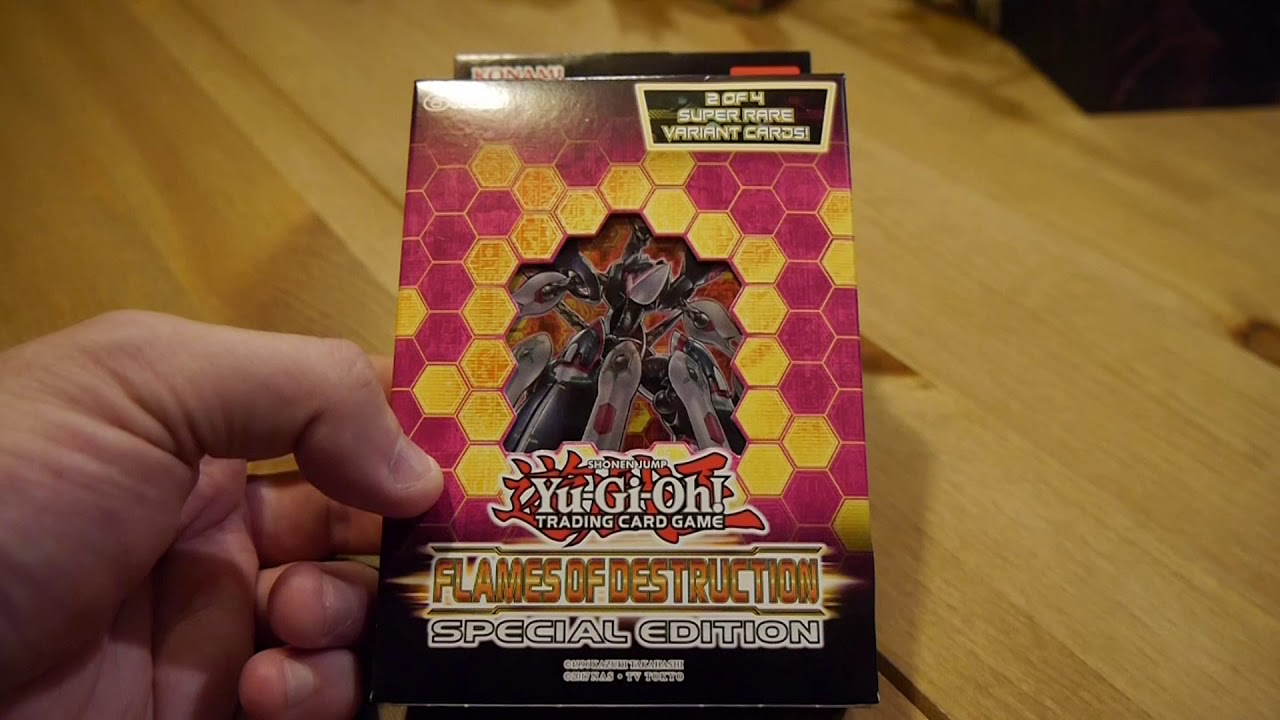 KONAMI
2 OF 4
SUPER RARE
VARIANT CARDS!
SHONEN JUMP
Yu-Gi-Oh!
TRADING CARD GAME
FLAMES OF DESTRUCTION
SPECIAL EDITION
©1996 KAZUKI TAKAHASHI
©2017 NAS • TV TOKYO